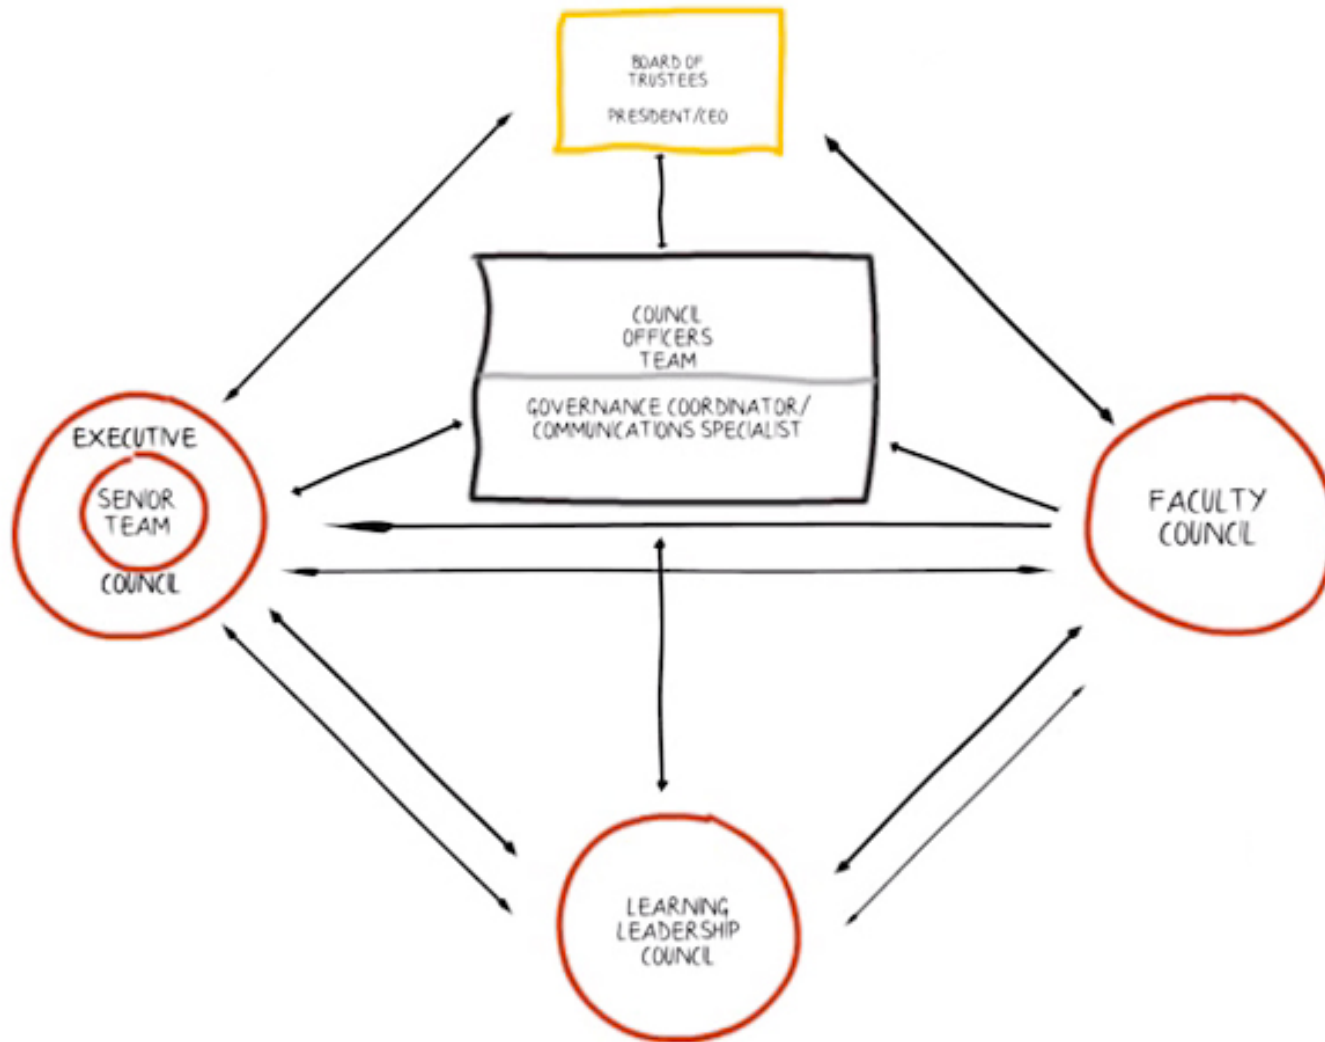 BOARD OF
TRUSTEES
PRESIDENT/CEO
COUNCIL
OFFICERS
TEAM
GOVERNANCE COORDINATOR/
COMMUNICATIONS SPECIALIST
EXECUTIVE
SENIOR
TEAM
COUNCIL
FACULTY
COUNCIL
LEARNING
LEADERSHIP
COUNCIL